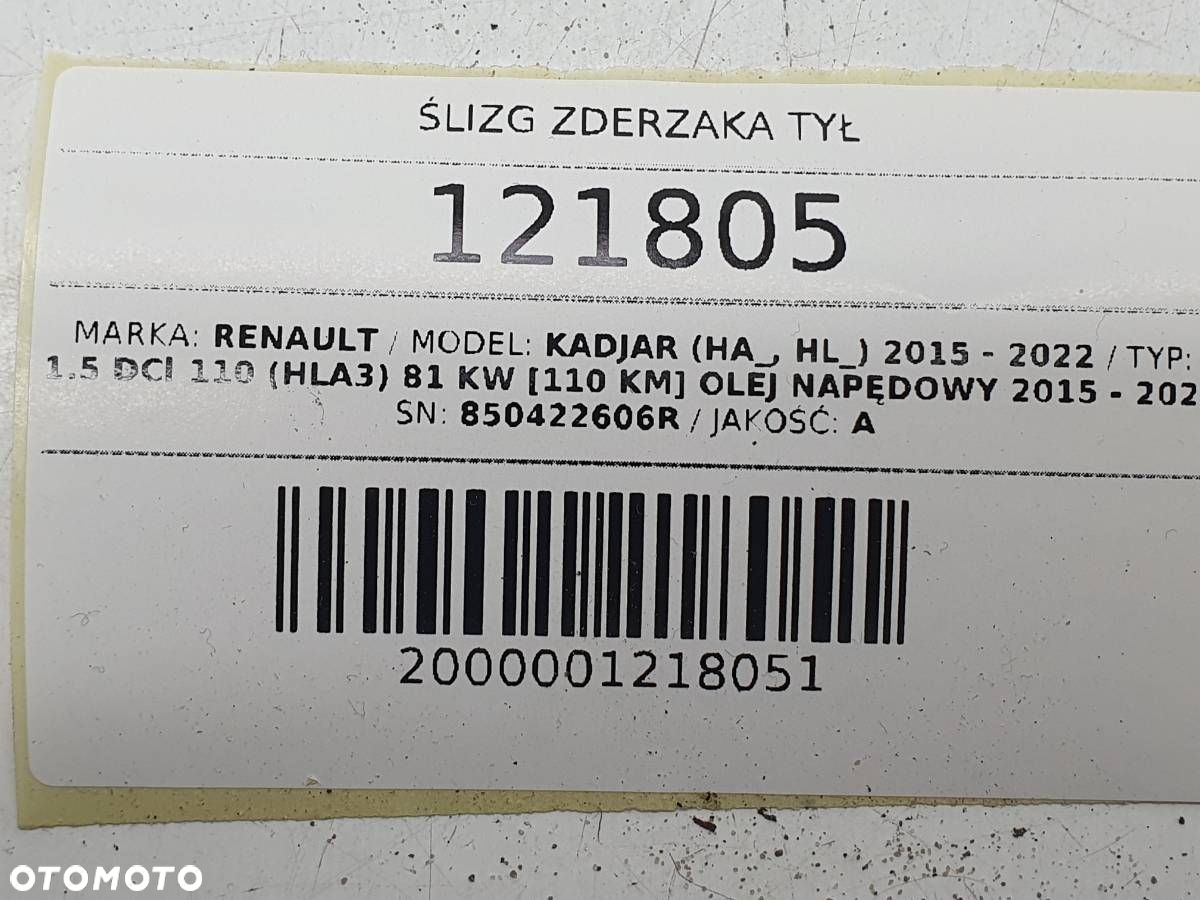 ŚLIZG ZDERZAKA TYŁ
121805
MARKA: RENAULT / MODEL: KADJAR (HA_, HL_) 2015 - 2022 / TYP:
1.5 DCI 110 (HLA3) 81 KW [110 KM] OLEJ NAPĘDOWY 2015 - 202
SN: 850422606R / JAKOŚĆ: A
2000001218051
OTOMOTO